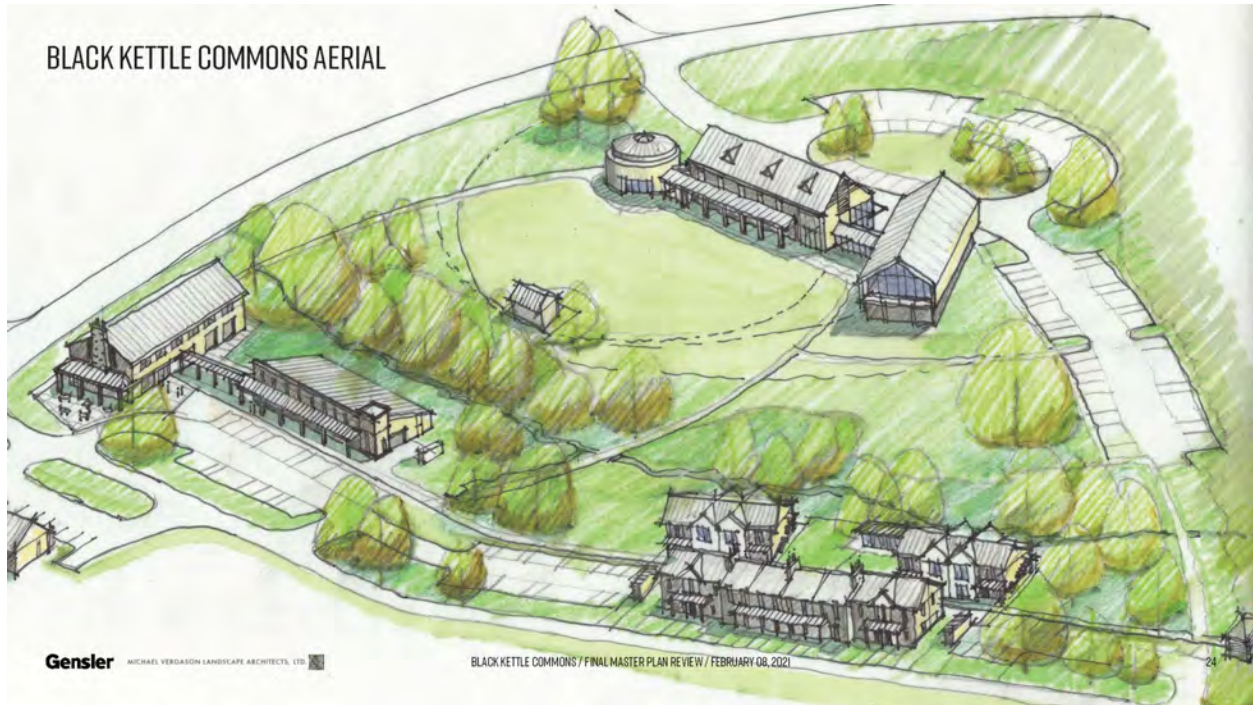 BLACK KETTLE COMMONS AERIAL
Gensler MICHAEL VERGASON LANDSCAPE ARCHITECTS, LTD.
BLACK KETTLE COMMONS / FINAL MASTER PLAN REVIEW / FEBRUARY 08, 2021
24